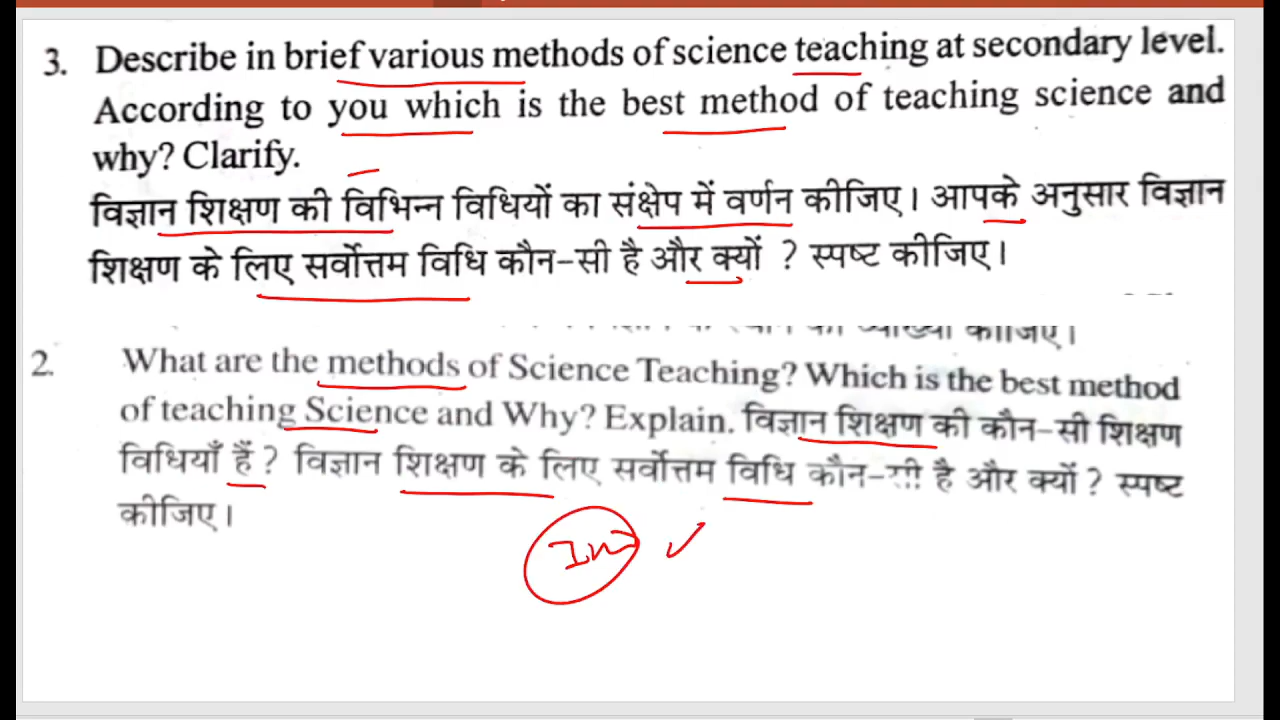 3. Describe in brief various methods of science teaching at secondary level.
According to you which is the best method of teaching science and
why? Clarify.
विज्ञान शिक्षण की विभिन्न विधियों का संक्षेप में वर्णन कीजिए। आपके अनुसार विज्ञान
शिक्षण के लिए सर्वोत्तम विधि कौन-सी है और क्यों ? स्पष्ट कीजिए।
व्याख्या कीजिए।
2. What are the methods of Science Teaching? Which is the best method
of teaching Science and Why? Explain. विज्ञान शिक्षण की कौन-सी शिक्षण
विधियाँ हैं ? विज्ञान शिक्षण के लिए सर्वोत्तम विधि कौन-सी है और क्यों ? स्पष्ट
कीजिए।